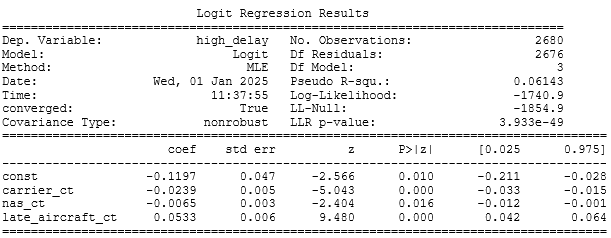 Logit Regression Results
==============================================================================
Dep. Variable: high_delay No. Observations: 2680
Model: Logit Df Residuals: 2676
Method: MLE Df Model: 3
Date: Wed, 01 Jan 2025 Pseudo R-squ.: 0.06143
Time: 11:37:55 Log-Likelihood: -1740.9
converged: True LL-Null: -1854.9
Covariance Type: nonrobust LLR p-value: 3.933e-49
====================================================================================
coef std err z P>|z| [0.025 0.975]
------------------------------------------------------------------------------------
const -0.1197 0.047 -2.566 0.010 -0.211 -0.028
carrier_ct -0.0239 0.005 -5.043 0.000 -0.033 -0.015
nas_ct -0.0065 0.003 -2.404 0.016 -0.012 -0.001
late_aircraft_ct 0.0533 0.006 9.480 0.000 0.042 0.064
====================================================================================